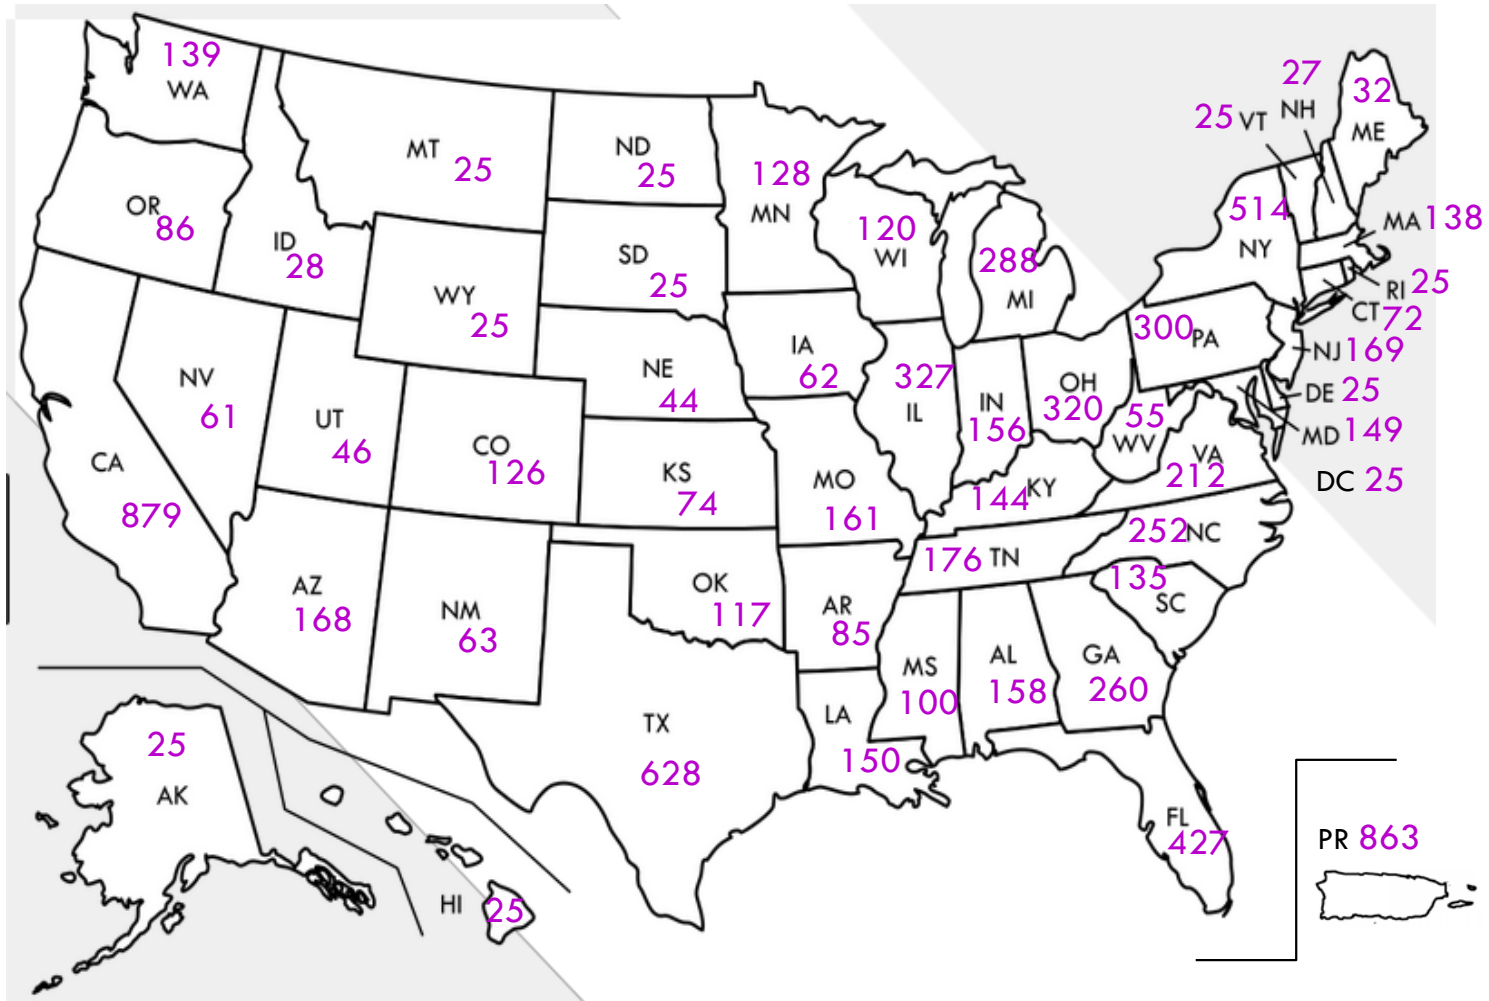 139
WA
MT 25
ND
25
128
MN
OR
86
ID
28
SD
25
WY
25
120
WI
288
MI
27
NH
25 VT
32
ME
514
NY
MA 138
RI 25
CT 72
300 PA
NJ 169
DE 25
MD 149
DC 25
NV
61
UT
46
CO
126
NE
44
IA
62
327
IL
IN
156
OH
320
55
WV
VA
212
CA
879
KS
74
MO
161
144 KY
252 NC
176 TN
135
SC
AZ
168
NM
63
OK
117
AR
85
MS
100
AL
158
GA
260
TX
628
LA
150
FL
427
25
AK
HI 25
PR 863